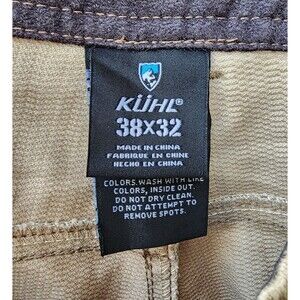 KÜHL®
38X32
MADE IN CHINA
FABRIQUE EN CHINE
HECHO EN CHINA
COLORS. WASH WITH LIKE
COLORS, INSIDE OUT.
DO NOT DRY CLEAN.
DO NOT ATTEMPT TO
REMOVE SPOTS.